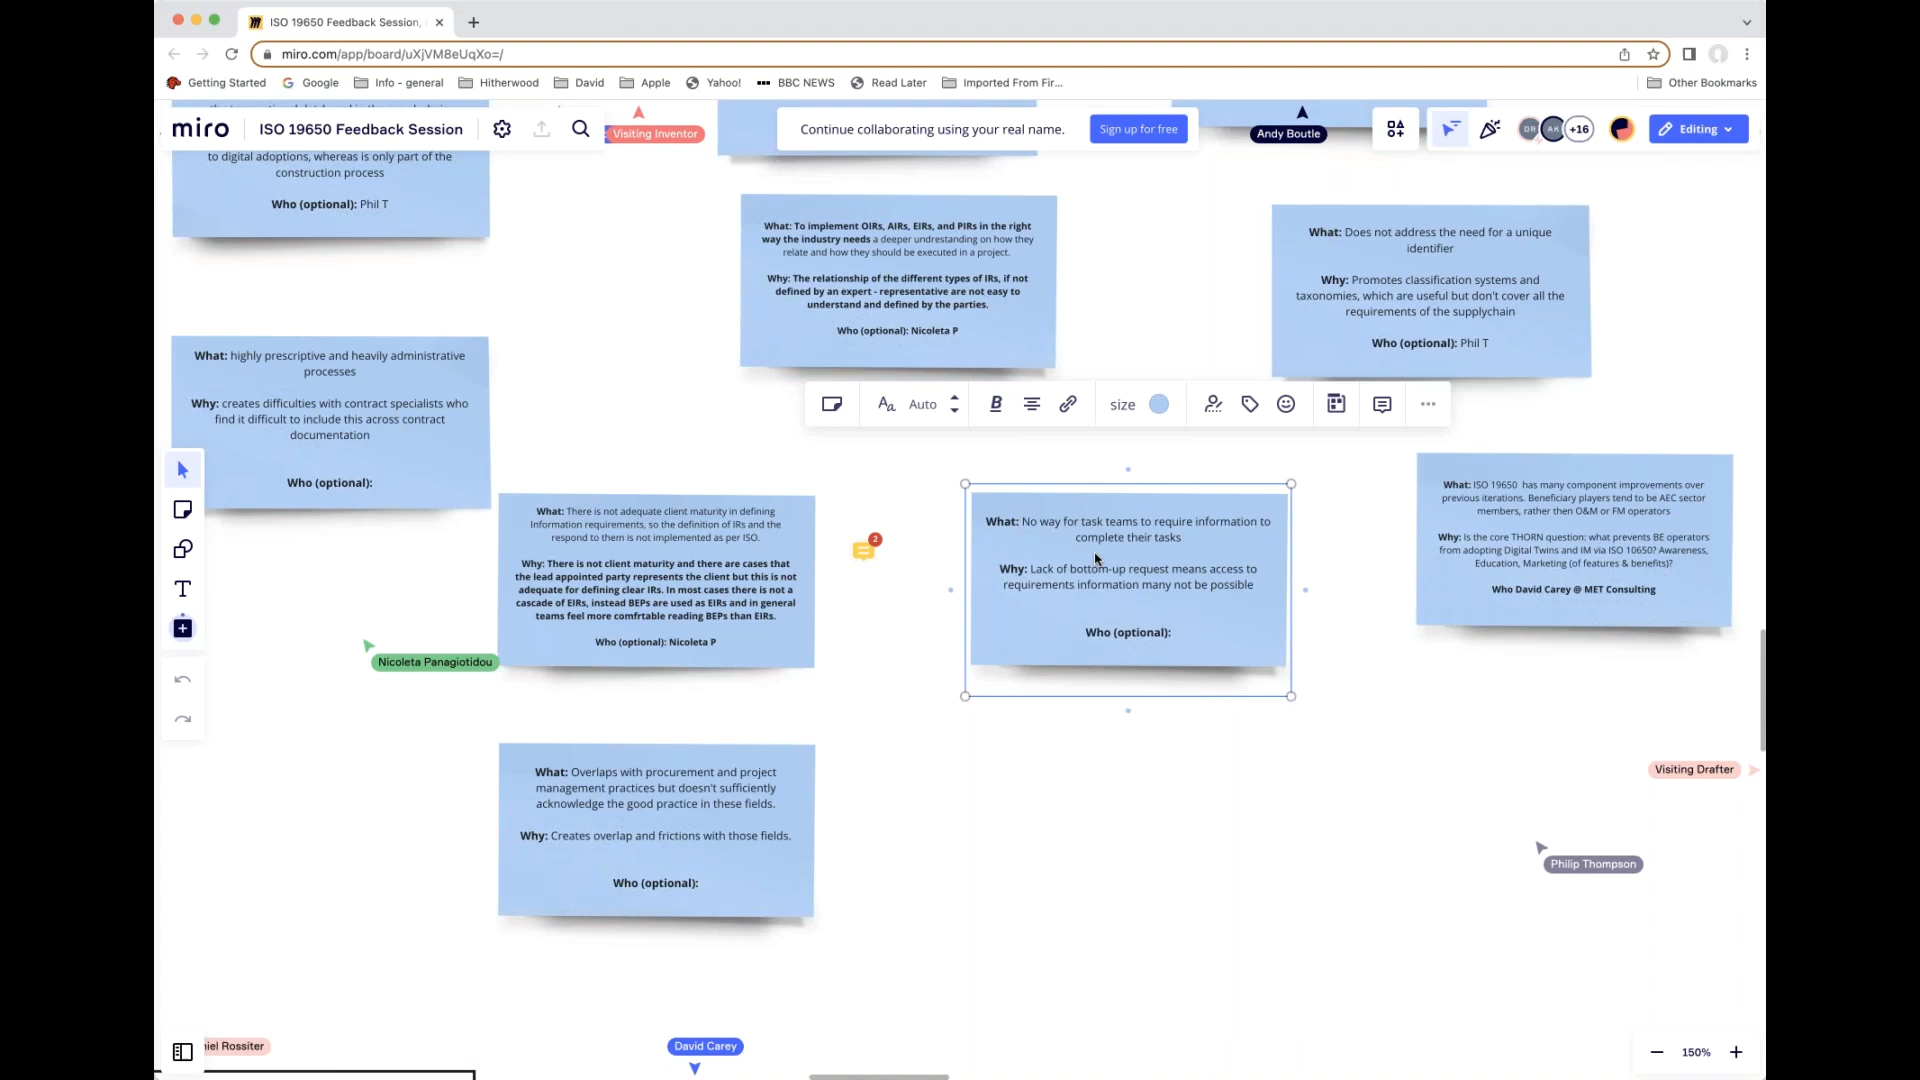 ISO 19650 Feedback Session,
miro.com/app/board/uXjVM8eUqXo=/
Getting Started
Google
Info - general
Hitherwood
David
Apple
Yahoo!
BBC NEWS
Read Later
Imported From Fir...
Other Bookmarks
miro
ISO 19650 Feedback Session
Visiting Inventor
Continue collaborating using your real name.
Sign up for free
Andy Boutle
DR
AK
+16
Editing
to digital adoptions, whereas is only part of the
construction process
Who (optional): Phil T
What: To implement OIRs, AIRs, EIRs, and PIRs in the right
way the industry needs a deeper undrestanding on how they
relate and how they should be executed in a project.
Why: The relationship of the different types of IRs, if not
defined by an expert - representative are not easy to
understand and defined by the parties.
Who (optional): Nicoleta P
What: Does not address the need for a unique
identifier
Why: Promotes classification systems and
taxonomies, which are useful but don't cover all the
requirements of the supplychain
Who (optional): Phil T
What: highly prescriptive and heavily administrative
processes
Why: creates difficulties with contract specialists who
find it difficult to include this across contract
documentation
Who (optional):
Auto
B
size
What: There is not adequate client maturity in defining
Information requirements, so the definition of IRs and the
respond to them is not implemented as per ISO.
Why: There is not client maturity and there are cases that
the lead appointed party represents the client but this is not
adequate for defining clear IRs. In most cases there is not a
cascade of EIRs, instead BEPs are used as EIRs and in general
teams feel more comfrtable reading BEPs than EIRs.
Who (optional): Nicoleta P
2
What: No way for task teams to require information to
complete their tasks
Why: Lack of bottom-up request means access to
requirements information many not be possible
Who (optional):
What: ISO 19650 has many component improvements over
previous iterations. Beneficiary players tend to be AEC sector
members, rather then O&M or FM operators
Why: Is the core THORN question: what prevents BE operators
from adopting Digital Twins and IM via ISO 10650? Awareness,
Education, Marketing (of features & benefits)?
Who David Carey @ MET Consulting
Nicoleta Panagiotidou
What: Overlaps with procurement and project
management practices but doesn't sufficiently
acknowledge the good practice in these fields.
Why: Creates overlap and frictions with those fields.
Who (optional):
Visiting Drafter
Philip Thompson
niel Rossiter
David Carey
150%